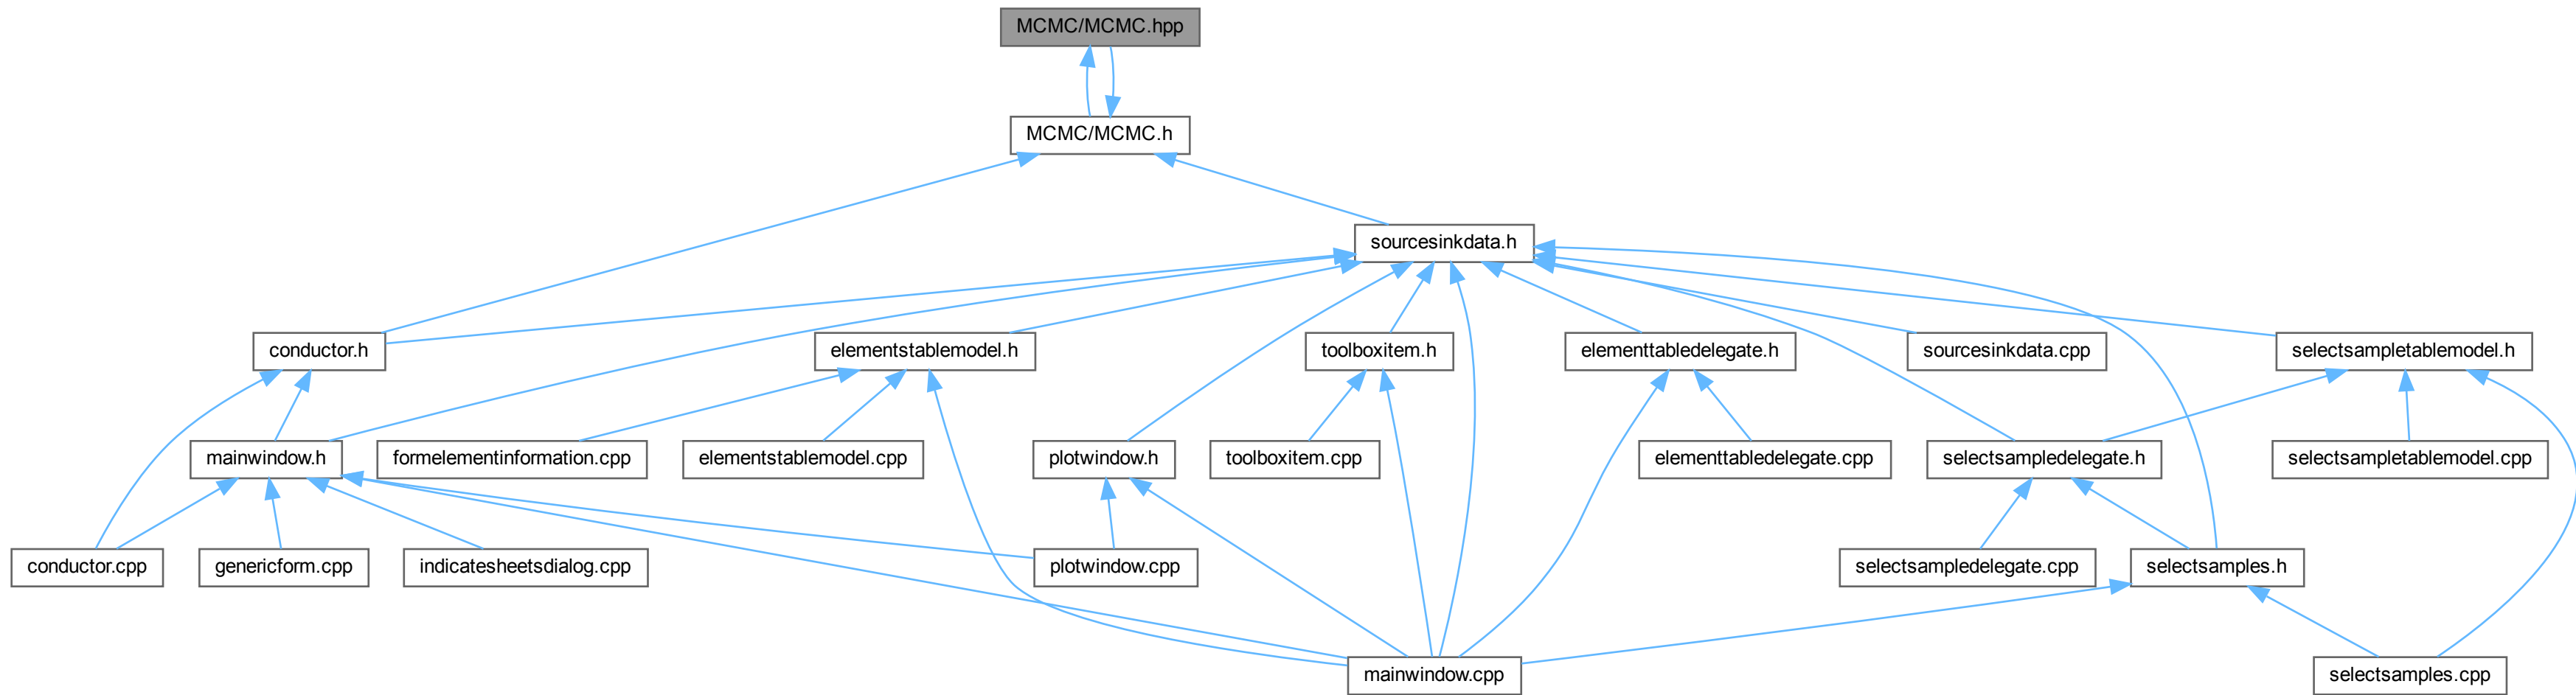 MCMC/MCMC.hpp
MCMC/MCMC.h
sourcesinkdata.h
conductor.h
elementstablemodel.h
toolboxitem.h
elementtabledelegate.h
sourcesinkdata.cpp
selectsampletablemodel.h
mainwindow.h
formelementinformation.cpp
elementstablemodel.cpp
plotwindow.h
toolboxitem.cpp
elementtabledelegate.cpp
selectsampledelegate.h
selectsampletablemodel.cpp
conductor.cpp
genericform.cpp
indicatesheetsdialog.cpp
plotwindow.cpp
selectsampledelegate.cpp
selectsamples.h
mainwindow.cpp
selectsamples.cpp